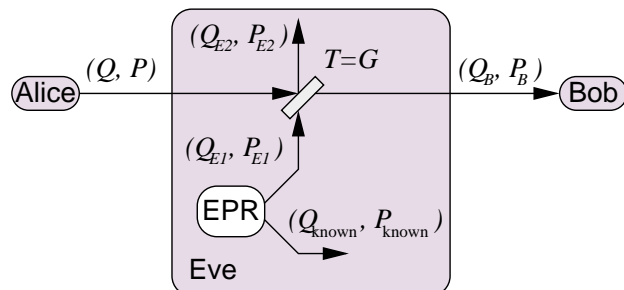 (Q_E2, P_E2)
T=G
(Q, P)
(Q_B, P_B)
Alice
Bob
(Q_E1, P_E1)
EPR
(Q_known, P_known)
Eve